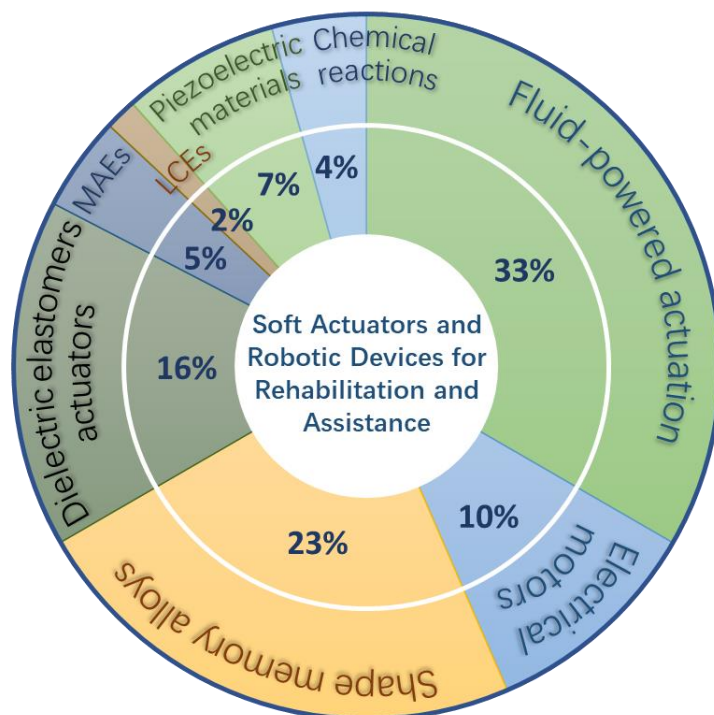 Soft Actuators and
Robotic Devices for
Rehabilitation and
Assistance
Fluid-powered actuation
33%
Electrical
motors
10%
Shape memory alloys
23%
Dielectric elastomers
actuators
16%
MAEs
5%
LCEs
2%
Piezoelectric
materials
7%
Chemical
reactions
4%